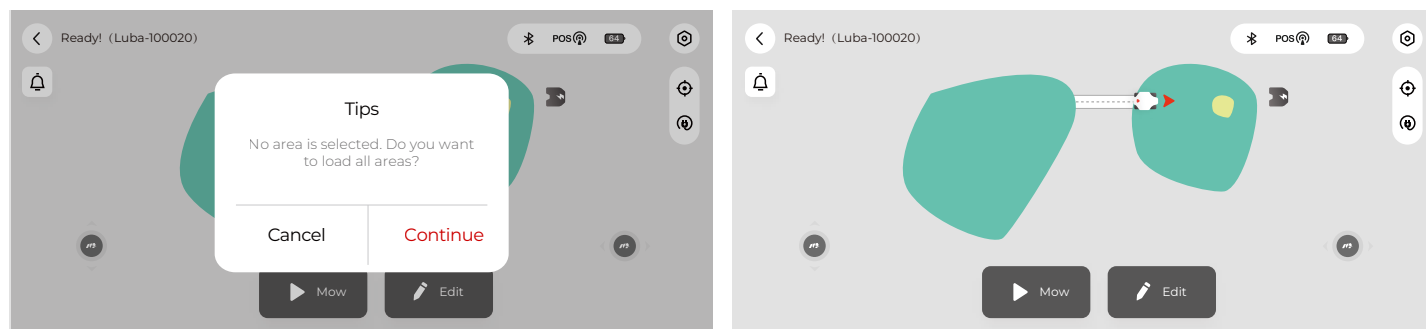 Ready! (Luba-100020)
POS
64
Tips
No area is selected. Do you want
to load all areas?
Cancel
Continue
Mow
Edit
Ready! (Luba-100020)
POS
64
Mow
Edit